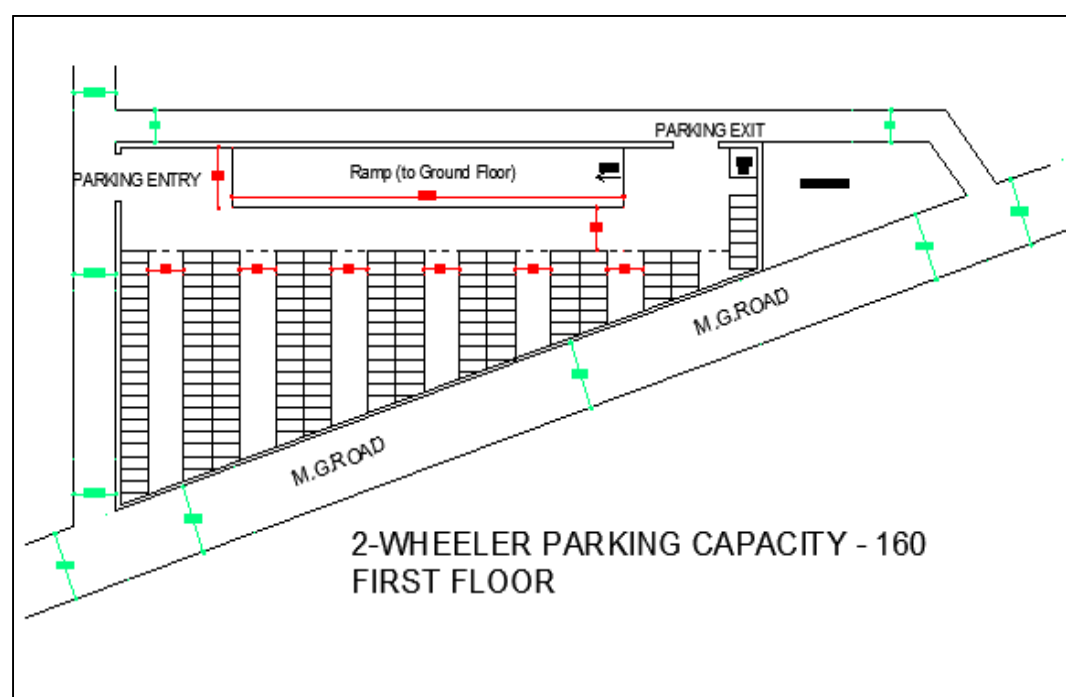 PARKING EXIT
Ramp (to Ground Floor)
PARKING ENTRY
M.G.ROAD
M.G.ROAD
2-WHEELER PARKING CAPACITY - 160
FIRST FLOOR